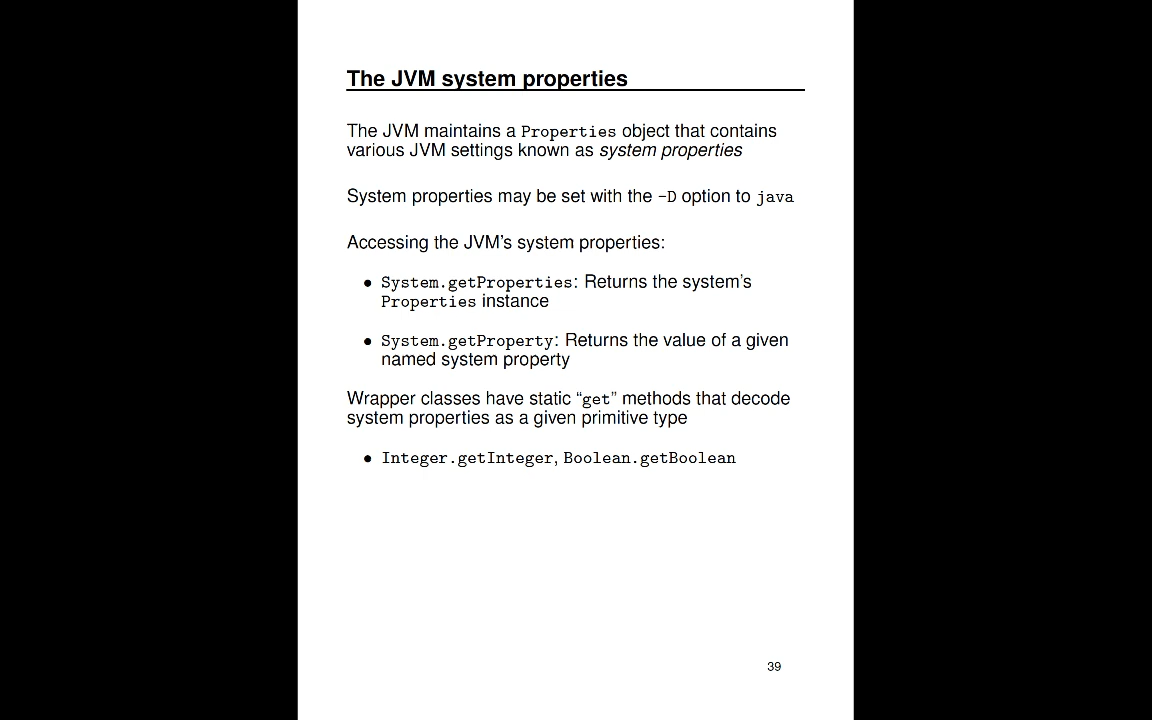 The JVM system properties
The JVM maintains a Properties object that contains
various JVM settings known as system properties
System properties may be set with the -D option to java
Accessing the JVM's system properties:
• System.getProperties: Returns the system's
Properties instance
• System.getProperty: Returns the value of a given
named system property
Wrapper classes have static “get” methods that decode
system properties as a given primitive type
• Integer.getInteger, Boolean.getBoolean
39